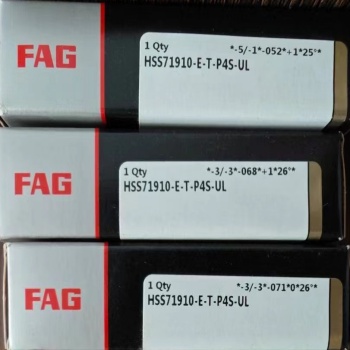 FAG
1 Qty *-5/-1*-052*+1*25°*
HSS71910-E-T-P4S-UL
FAG
1 Qty *-3/-3*-068*+1*26°*
HSS71910-E-T-P4S-UL
FAG
1 Qty *-3/-3*-071*0*26°*
HSS71910-E-T-P4S-UL